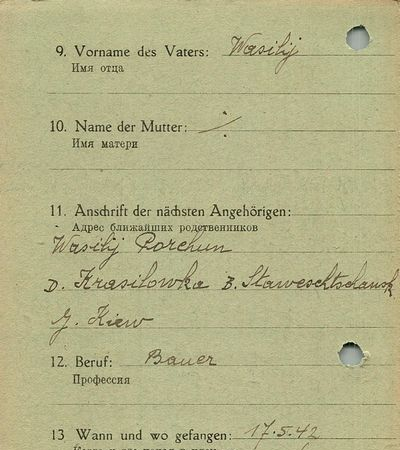 9. Vorname des Vaters: Wasilij
Имя отца
10. Name der Mutter: ./.
Имя матери
11. Anschrift der nächsten Angehörigen:
Адрес ближайших родственников
Wasilij Porchun
D. Krasilowka B. Staweschtschansk
G. Kiew
12. Beruf: Bauer
Профессия
13 Wann und wo gefangen: 17.5.42